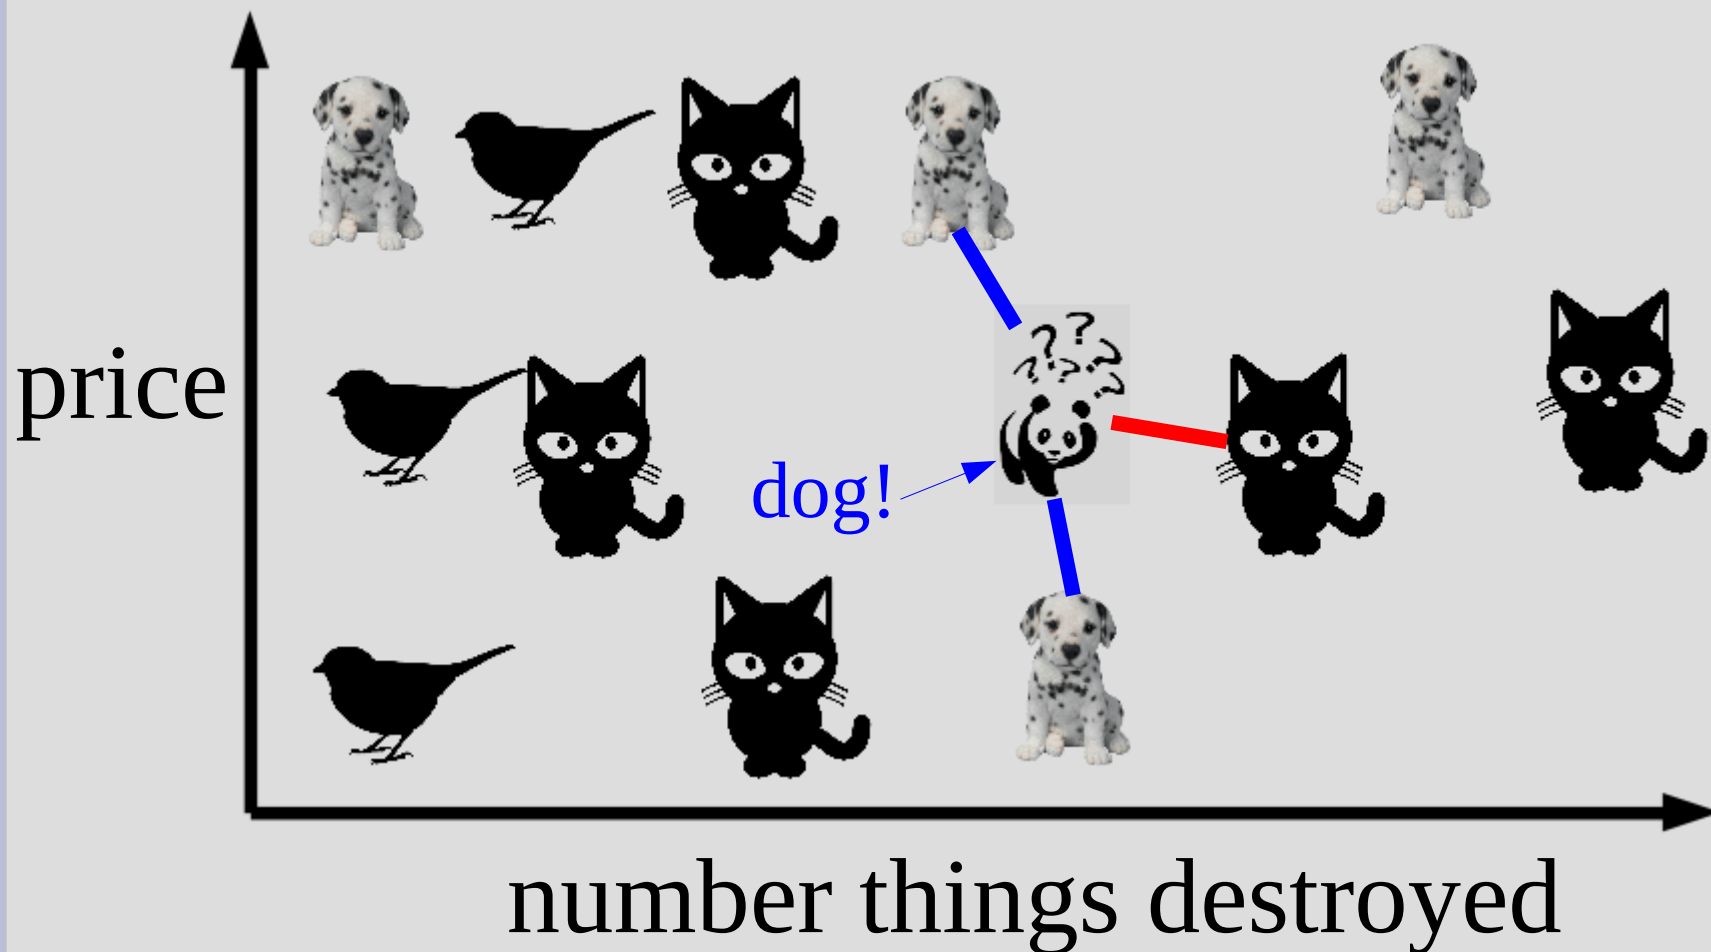 ? ? ? ? ? ? ?
price
dog!
number things destroyed